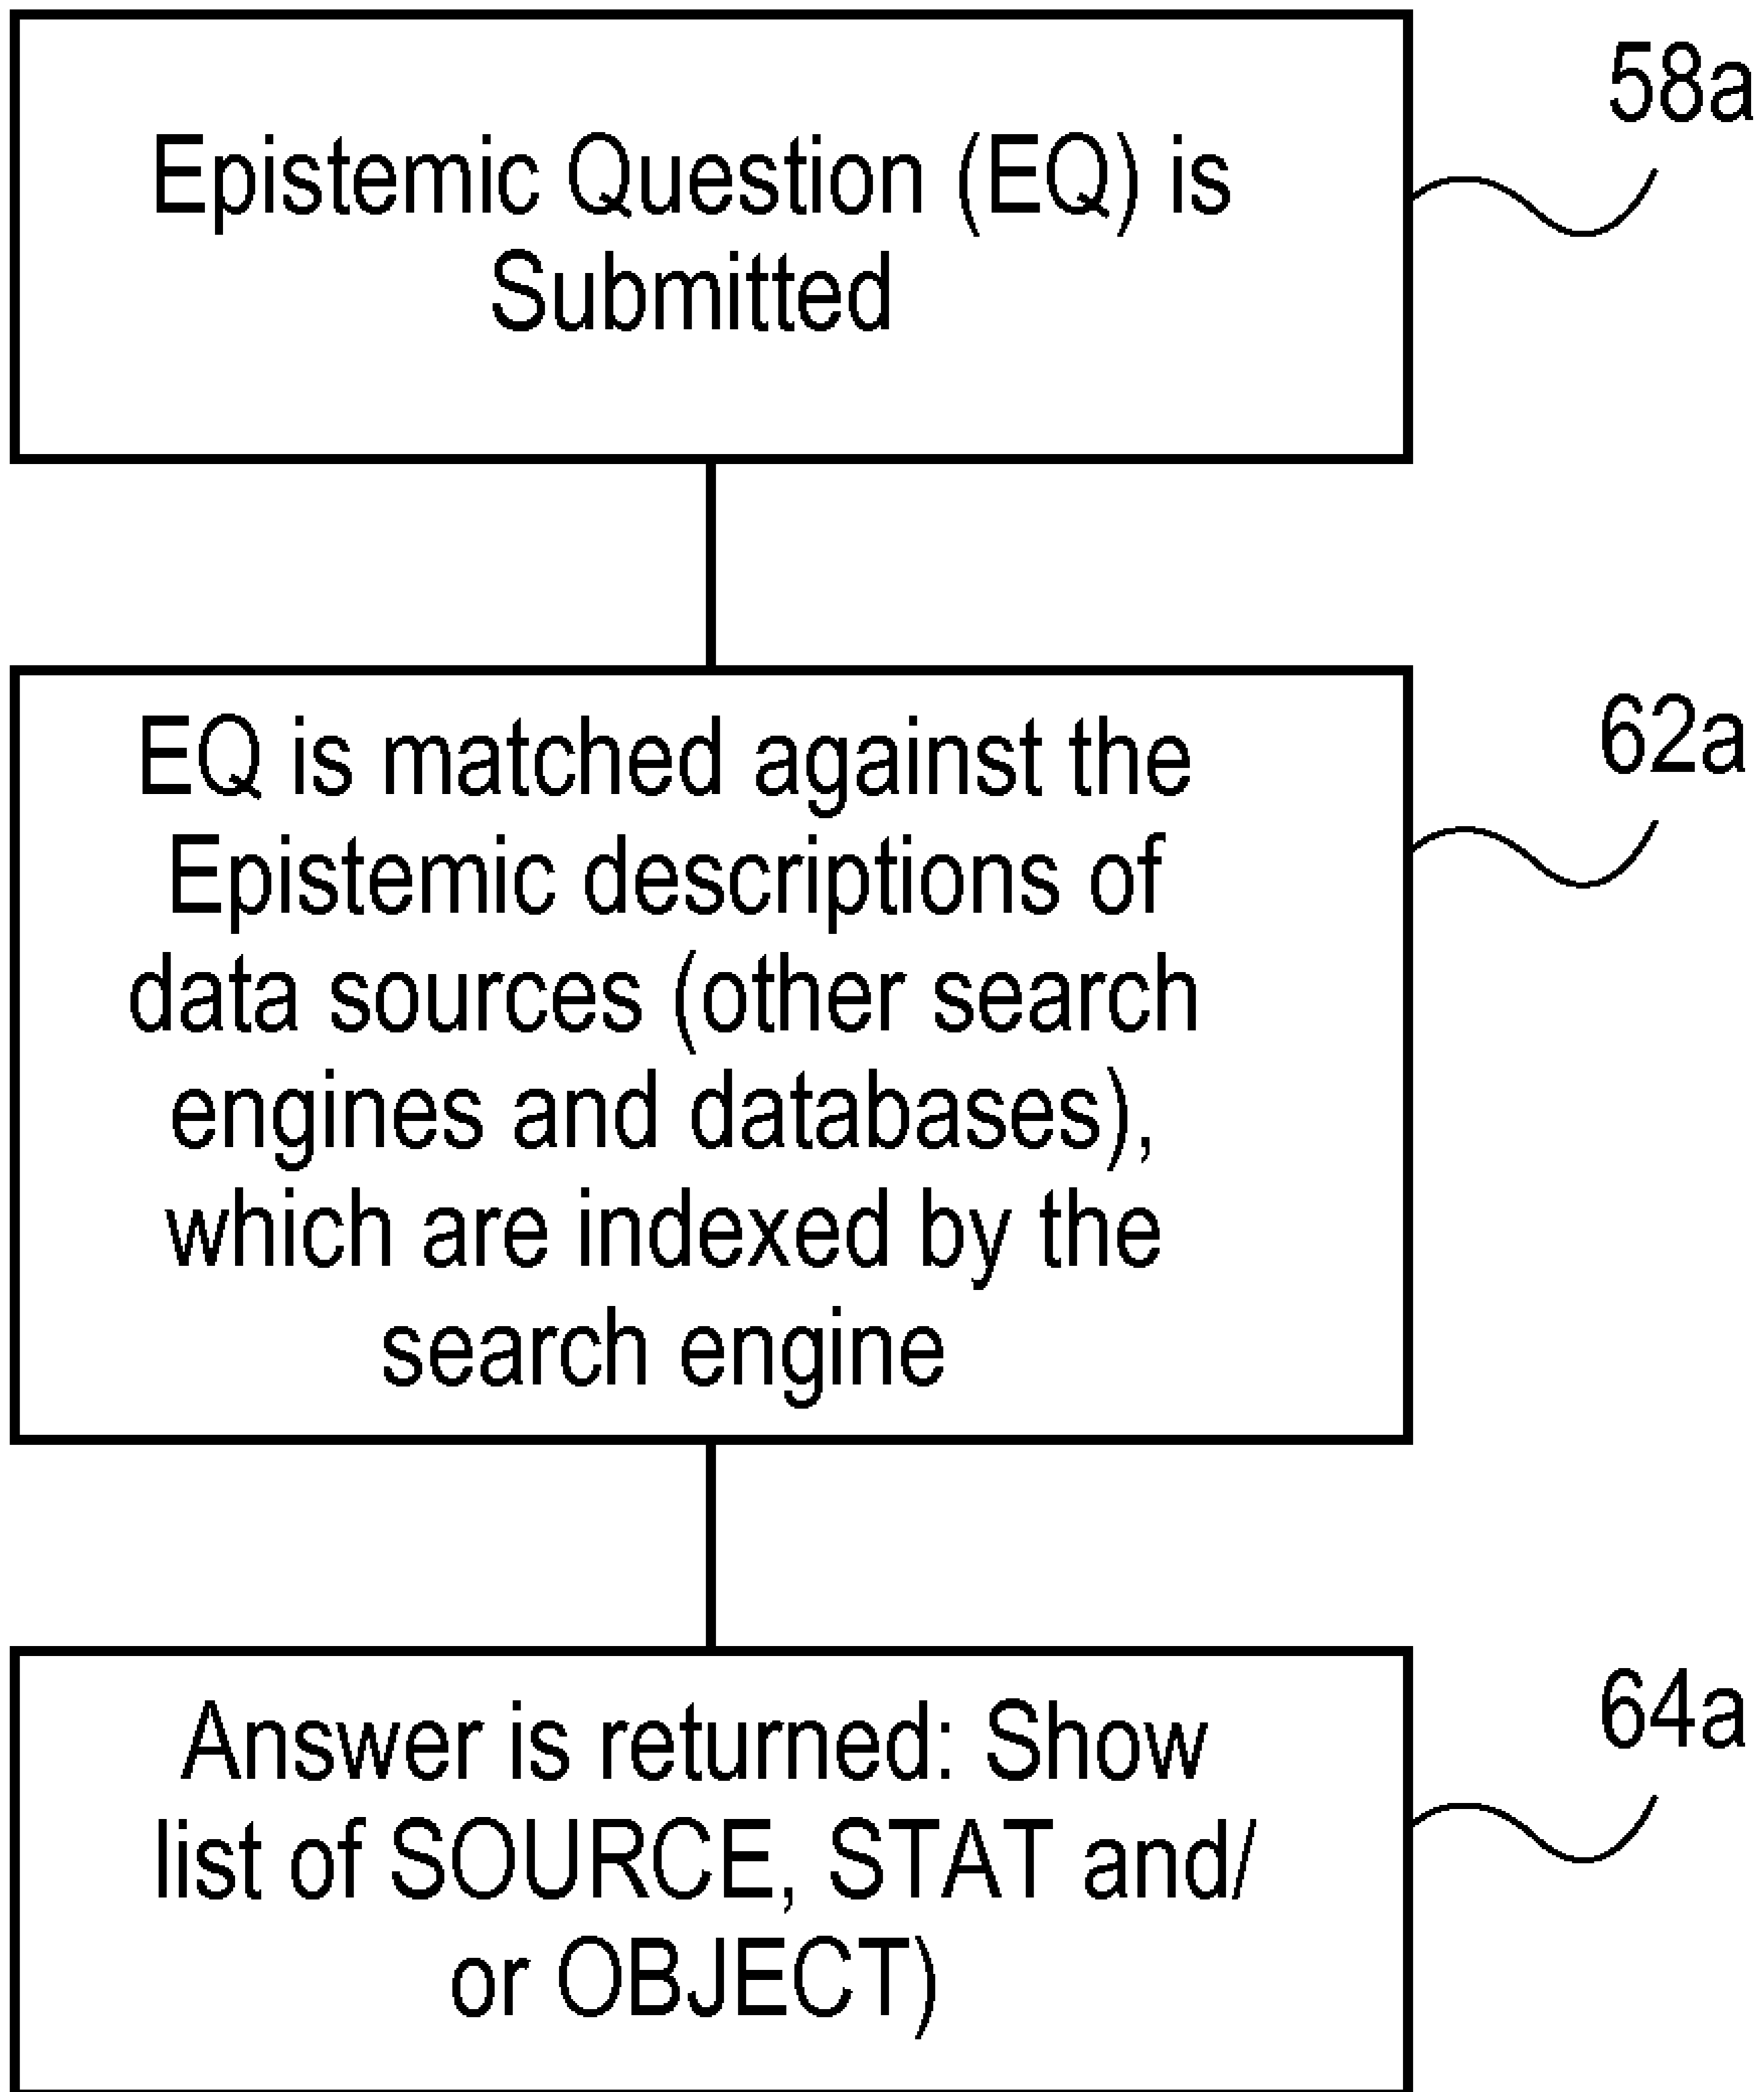 Epistemic Question (EQ) is
Submitted
58a
EQ is matched against the
Epistemic descriptions of
data sources (other search
engines and databases),
which are indexed by the
search engine
62a
Answer is returned: Show
list of SOURCE, STAT and/
or OBJECT)
64a